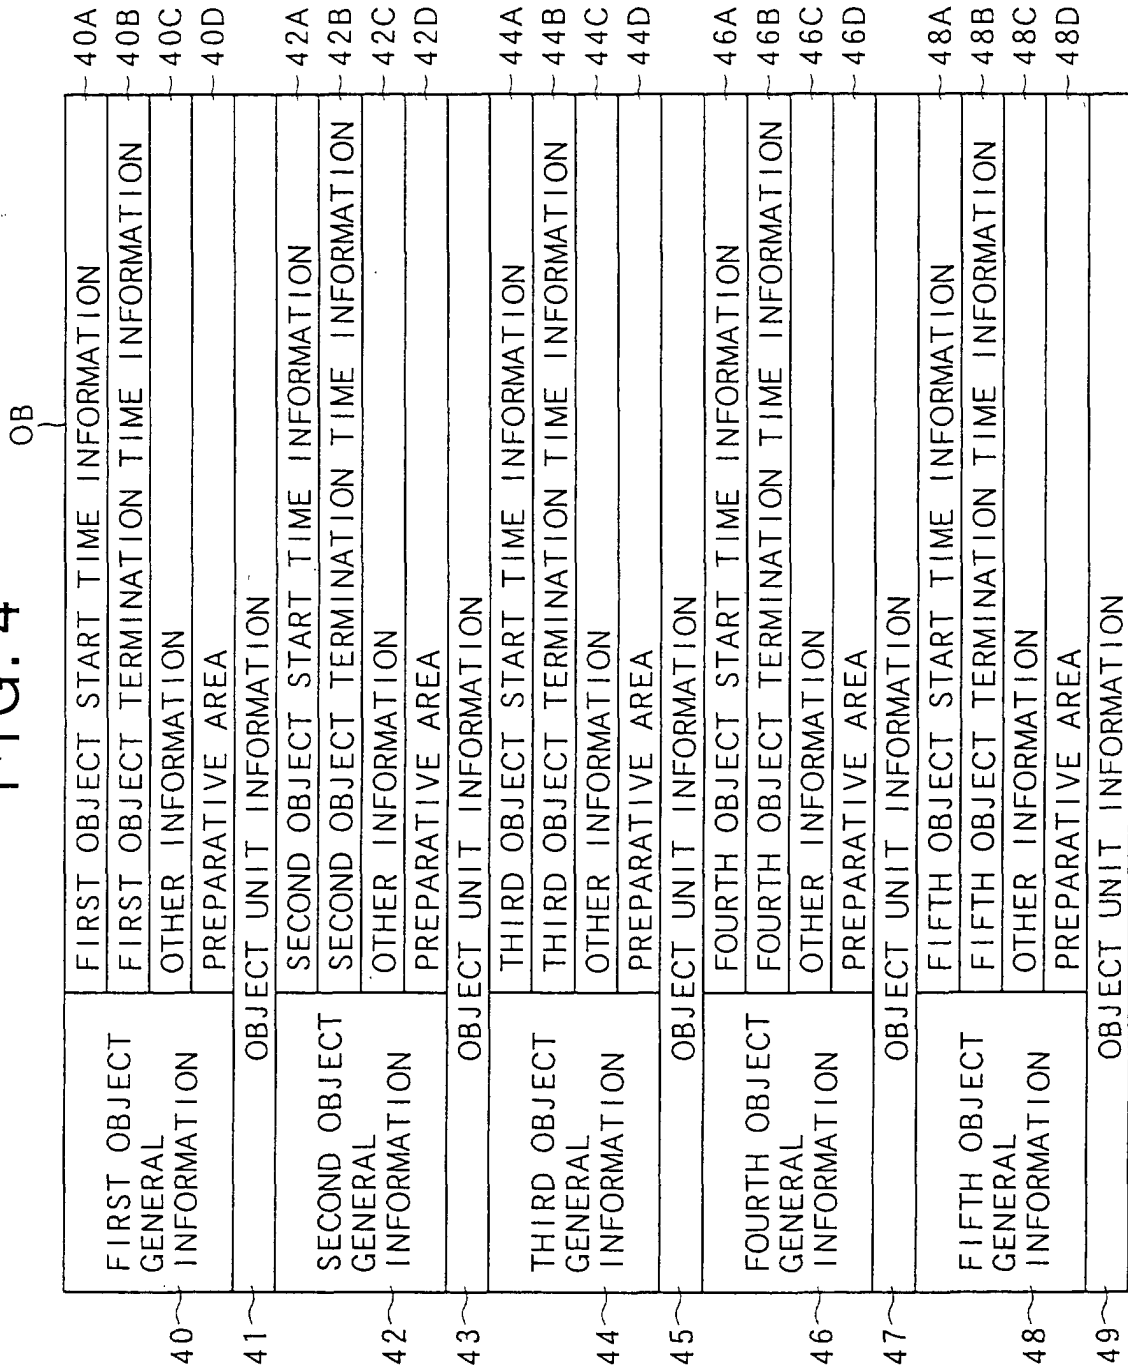 FIG. 4
OB
FIRST OBJECT
GENERAL
INFORMATION
40
FIRST OBJECT START TIME INFORMATION
40A
FIRST OBJECT TERMINATION TIME INFORMATION
40B
OTHER INFORMATION
40C
PREPARATIVE AREA
40D
41
OBJECT UNIT INFORMATION
SECOND OBJECT
GENERAL
INFORMATION
42
SECOND OBJECT START TIME INFORMATION
42A
SECOND OBJECT TERMINATION TIME INFORMATION
42B
OTHER INFORMATION
42C
PREPARATIVE AREA
42D
43
OBJECT UNIT INFORMATION
THIRD OBJECT
GENERAL
INFORMATION
44
THIRD OBJECT START TIME INFORMATION
44A
THIRD OBJECT TERMINATION TIME INFORMATION
44B
OTHER INFORMATION
44C
PREPARATIVE AREA
44D
45
OBJECT UNIT INFORMATION
FOURTH OBJECT
GENERAL
INFORMATION
46
FOURTH OBJECT START TIME INFORMATION
46A
FOURTH OBJECT TERMINATION TIME INFORMATION
46B
OTHER INFORMATION
46C
PREPARATIVE AREA
46D
47
OBJECT UNIT INFORMATION
FIFTH OBJECT
GENERAL
INFORMATION
48
FIFTH OBJECT START TIME INFORMATION
48A
FIFTH OBJECT TERMINATION TIME INFORMATION
48B
OTHER INFORMATION
48C
PREPARATIVE AREA
48D
49
OBJECT UNIT INFORMATION